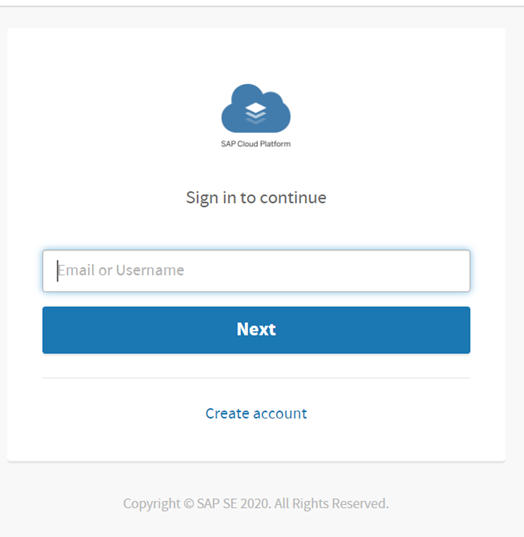 SAP Cloud Platform
Sign in to continue
Email or Username
Next
Create account
Copyright © SAP SE 2020. All Rights Reserved.